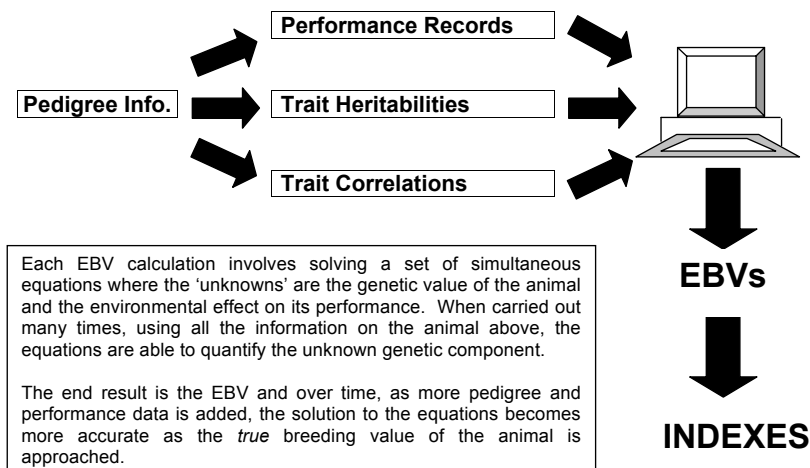 Performance Records
Pedigree Info.
Trait Heritabilities
Trait Correlations
EBVs
INDEXES
Each EBV calculation involves solving a set of simultaneous
equations where the ‘unknowns’ are the genetic value of the animal
and the environmental effect on its performance. When carried out
many times, using all the information on the animal above, the
equations are able to quantify the unknown genetic component.
The end result is the EBV and over time, as more pedigree and
performance data is added, the solution to the equations becomes
more accurate as the true breeding value of the animal is
approached.